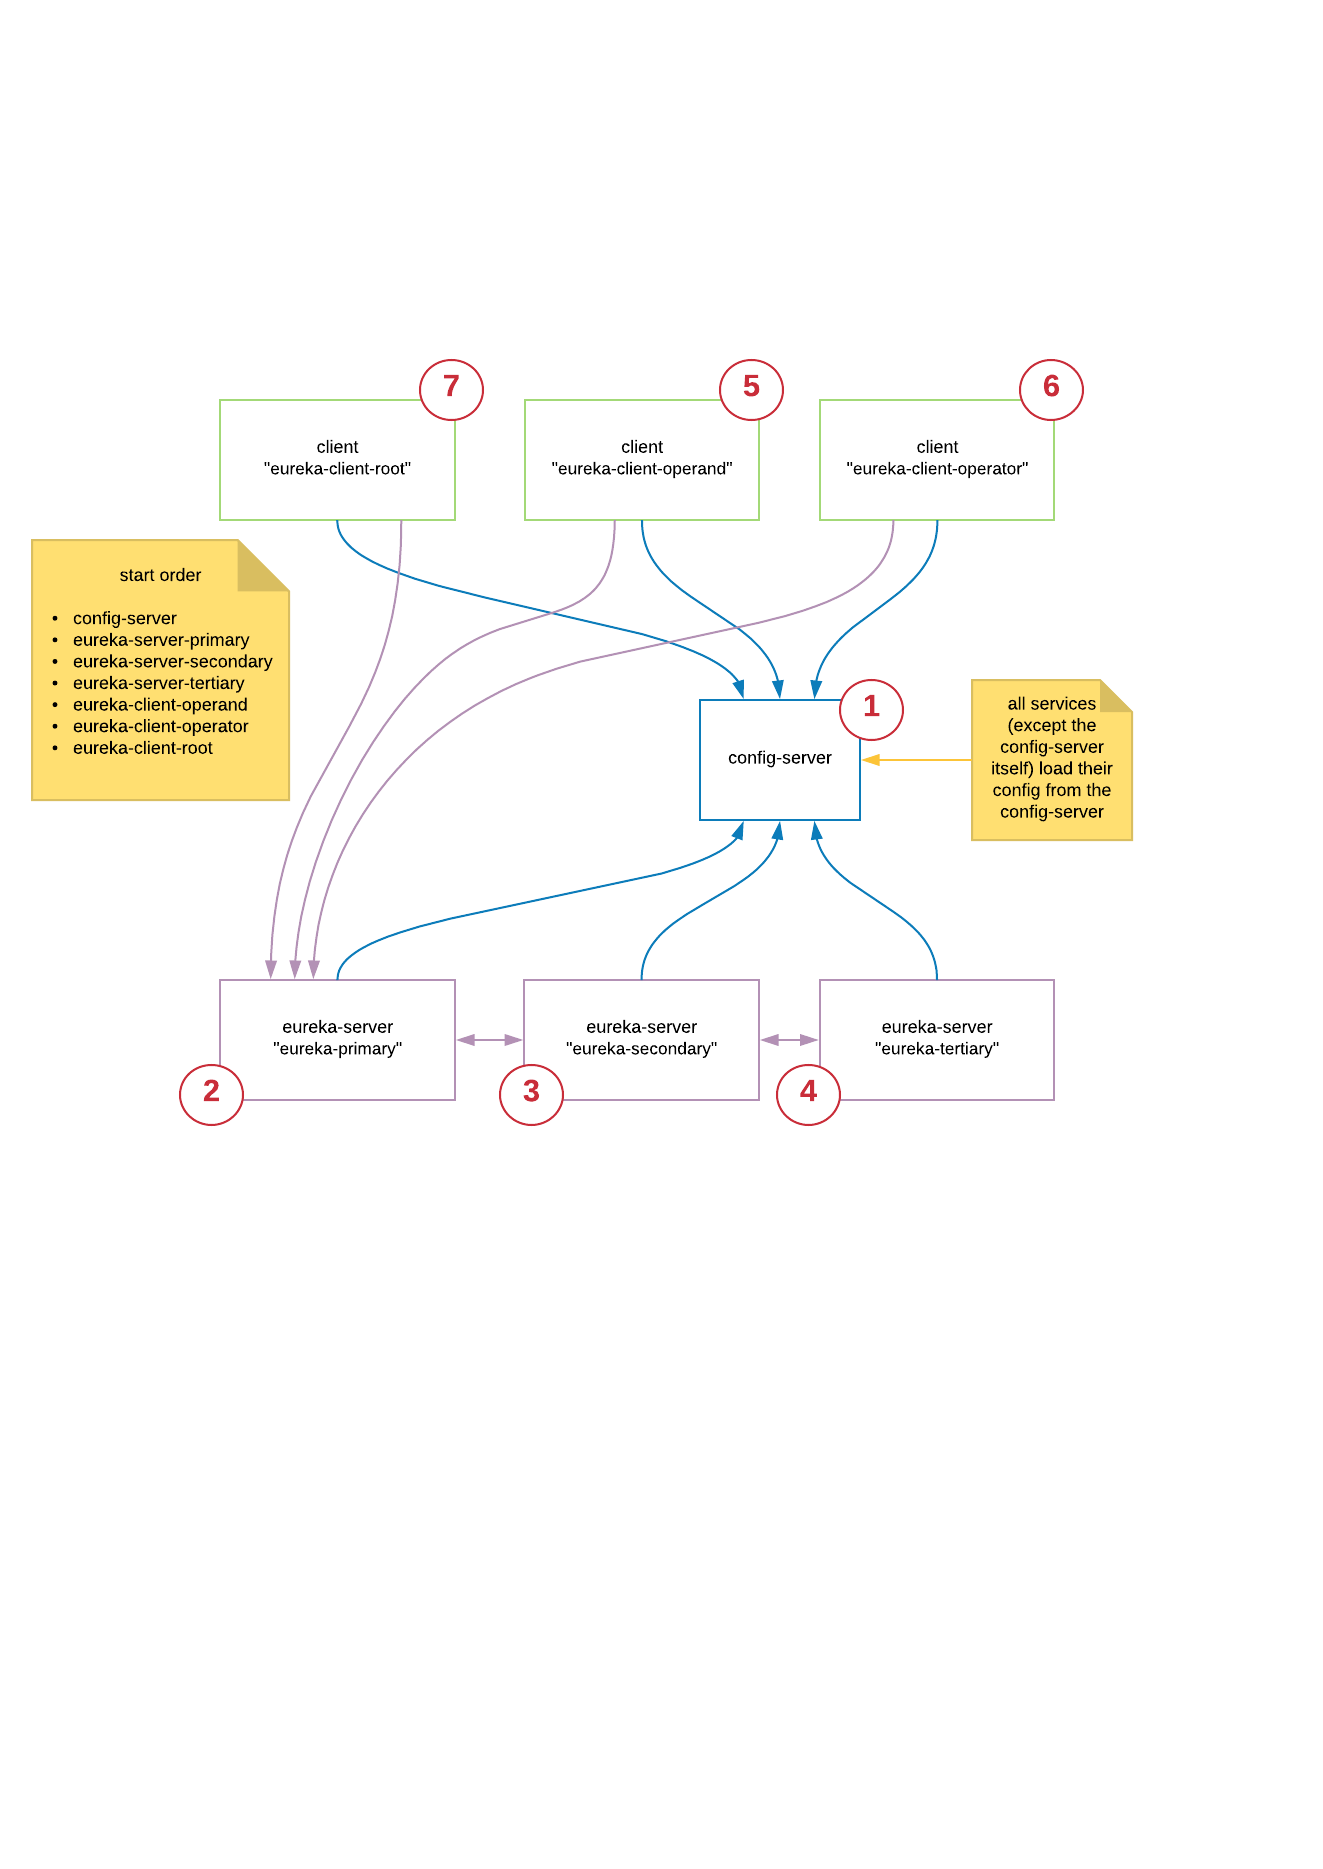 7
5
6
client
"eureka-client-root"
client
"eureka-client-operand"
client
"eureka-client-operator"
start order
• config-server
• eureka-server-primary
• eureka-server-secondary
• eureka-server-tertiary
• eureka-client-operand
• eureka-client-operator
• eureka-client-root
1
config-server
all services
(except the
config-server
itself) load their
config from the
config-server
eureka-server
"eureka-primary"
eureka-server
"eureka-secondary"
eureka-server
"eureka-tertiary"
2
3
4